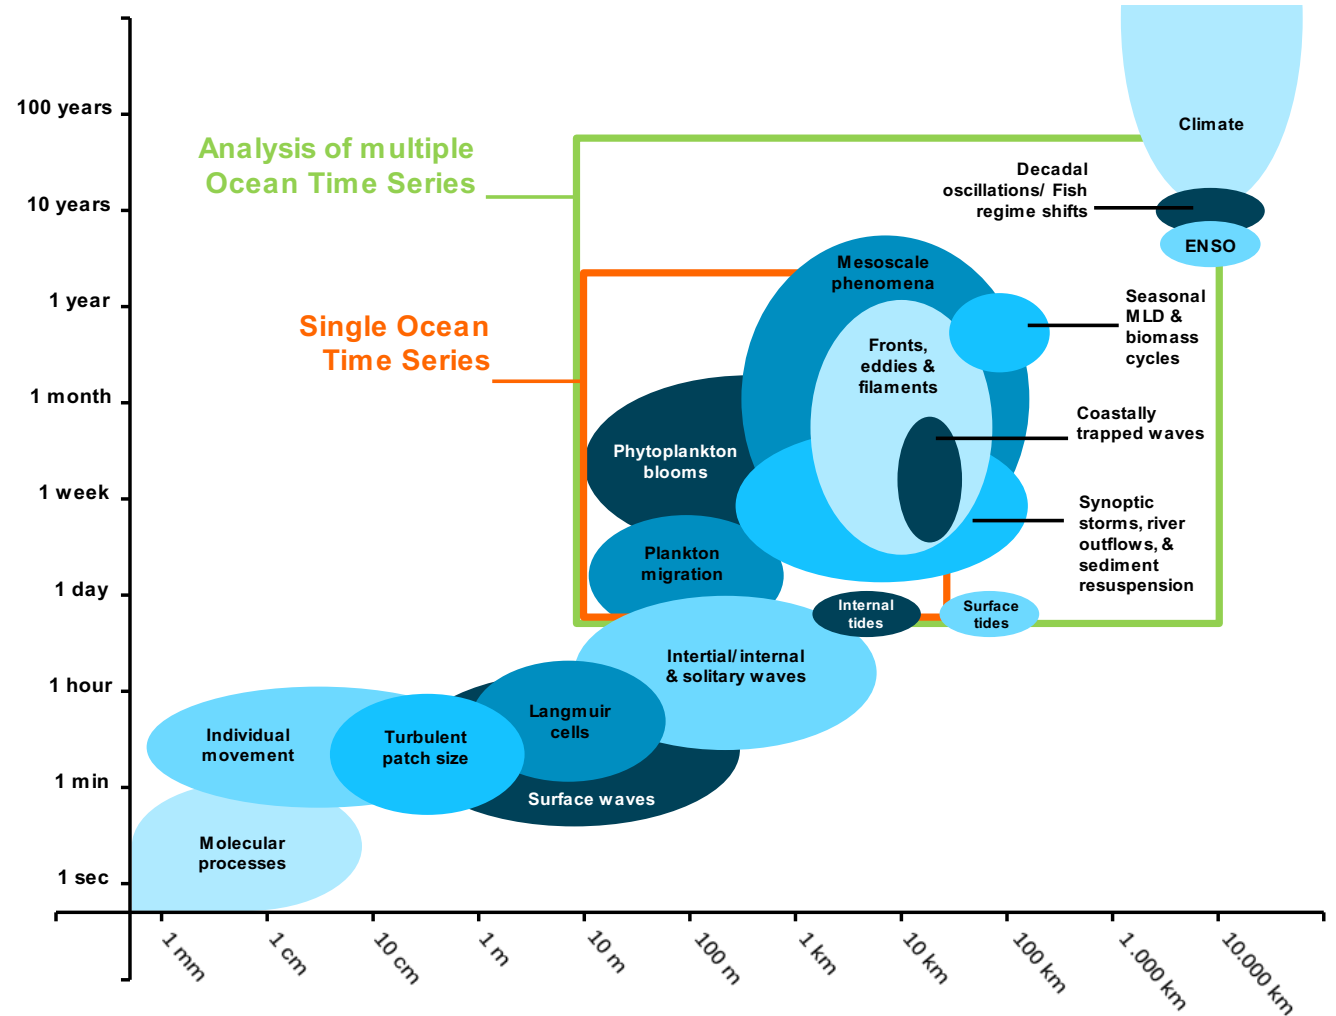 100 years
10 years
1 year
1 month
1 week
1 day
1 hour
1 min
1 sec
Analysis of multiple
Ocean Time Series
Single Ocean
Time Series
Climate
Decadal
oscillations/ Fish
regime shifts
ENSO
Mesoscale
phenomena
Seasonal
MLD &
biomass
cycles
Fronts,
eddies &
filaments
Coastally
trapped waves
Phytoplankton
blooms
Synoptic
storms, river
outflows, &
sediment
resuspension
Plankton
migration
Internal
tides
Surface
tides
Intertial/internal
& solitary waves
Langmuir
cells
Individual
movement
Turbulent
patch size
Surface waves
Molecular
processes
1 mm
1 cm
10 cm
1 m
10 m
100 m
1 km
10 km
100 km
1.000 km
10.000 km